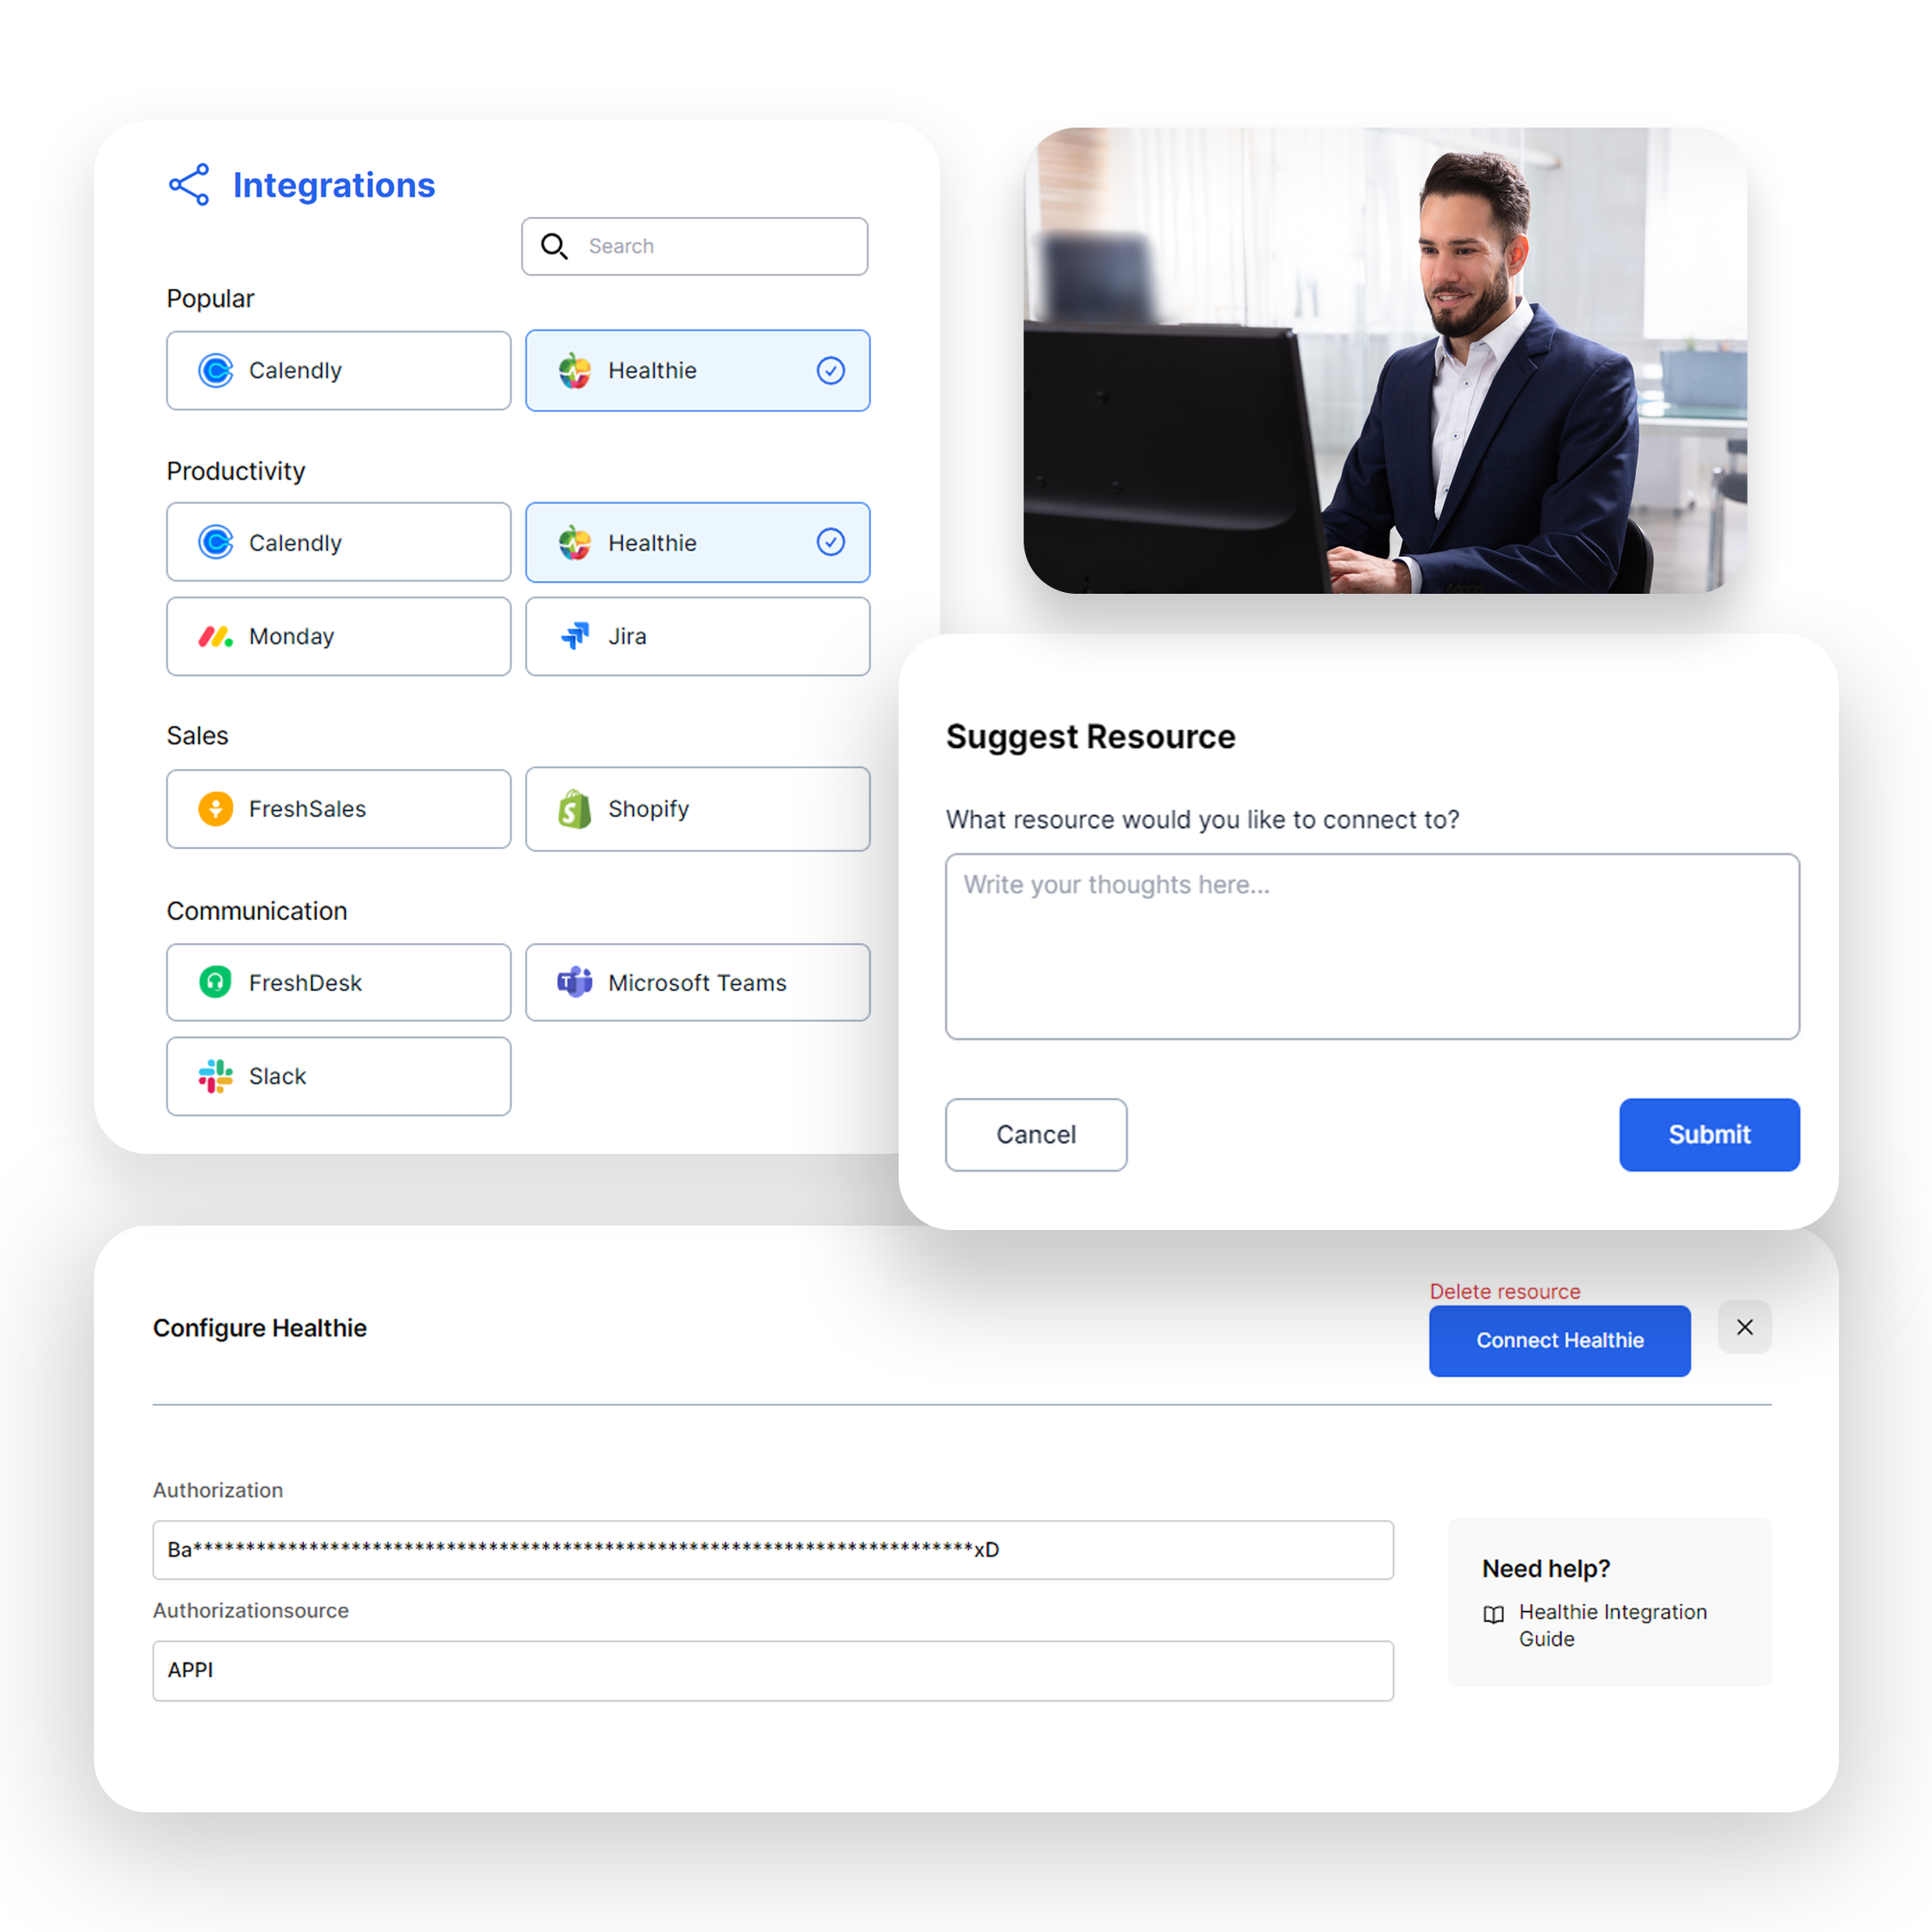 Integrations
Search
Popular
Calendly
Healthie
Productivity
Calendly
Healthie
Monday
Jira
Sales
FreshSales
Shopify
Communication
FreshDesk
Microsoft Teams
Slack
Suggest Resource
What resource would you like to connect to?
Write your thoughts here...
Cancel
Submit
Configure Healthie
Delete resource
Connect Healthie
Authorization
Ba**************************************************************************xD
Authorizationsource
APPI
Need help?
Healthie Integration
Guide